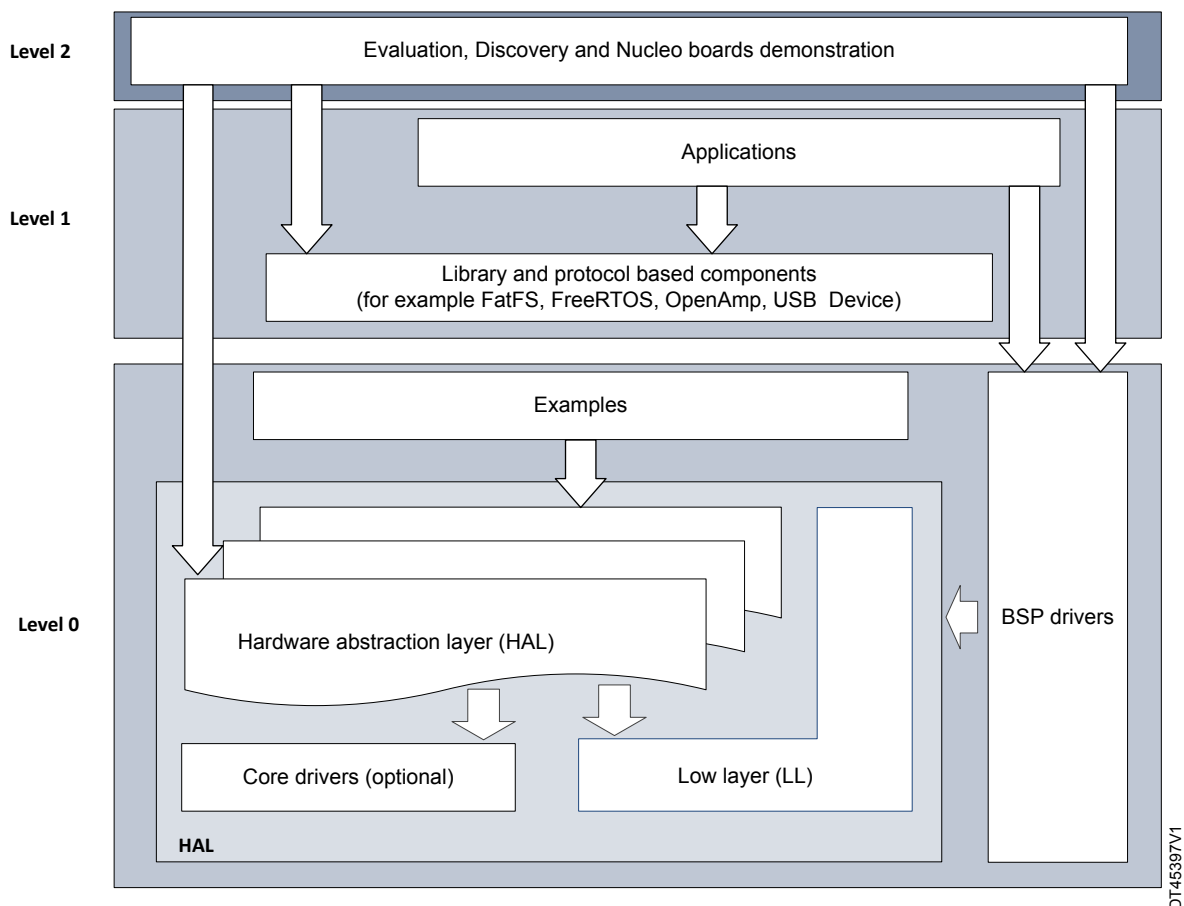 Level 2
Evaluation, Discovery and Nucleo boards demonstration
Applications
Level 1
Library and protocol based components
(for example FatFS, FreeRTOS, OpenAmp, USB Device)
Examples
Level 0
Hardware abstraction layer (HAL)
BSP drivers
Core drivers (optional)
Low layer (LL)
HAL
DT45397V1